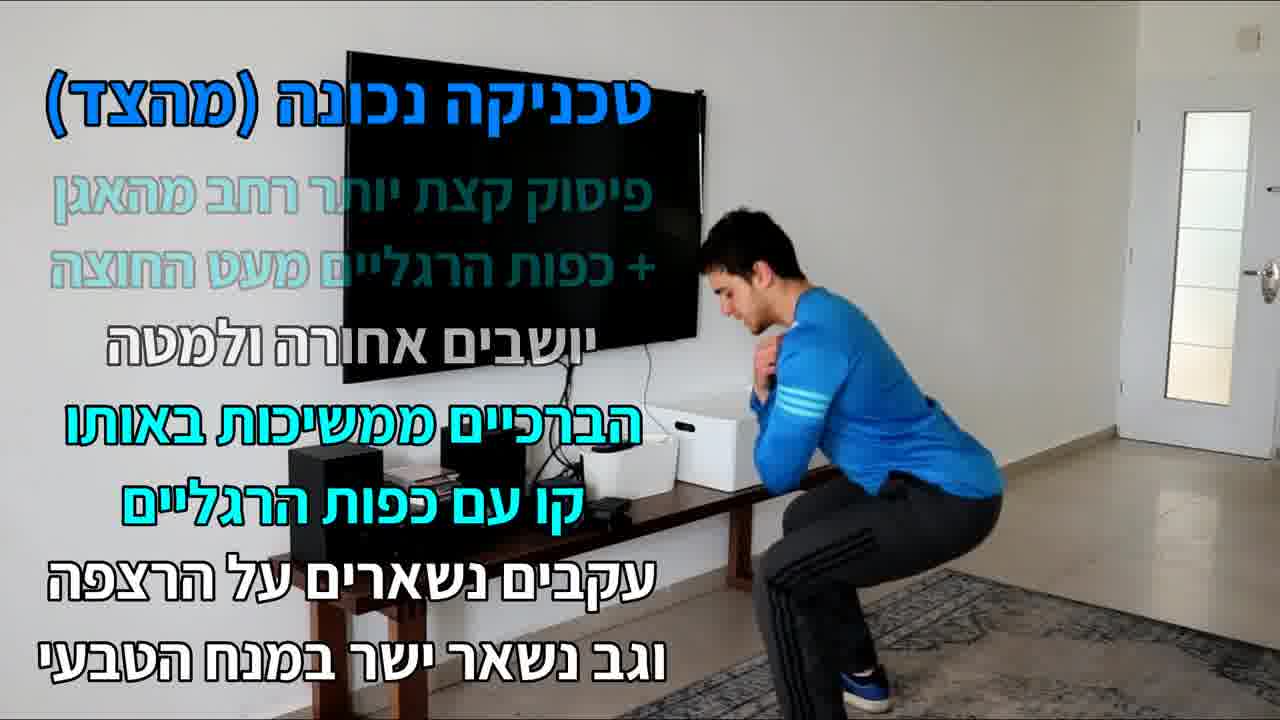 טכניקה נכונה (מהצד)
פיסוק קצת יותר רחב מהאגן
+ כפות הרגליים מעט החוצה
יושבים אחורה ולמטה
הברכיים ממשיכות באותו
קו עם כפות הרגליים
עקבים נשארים על הרצפה
וגב נשאר ישר במנח הטבעי